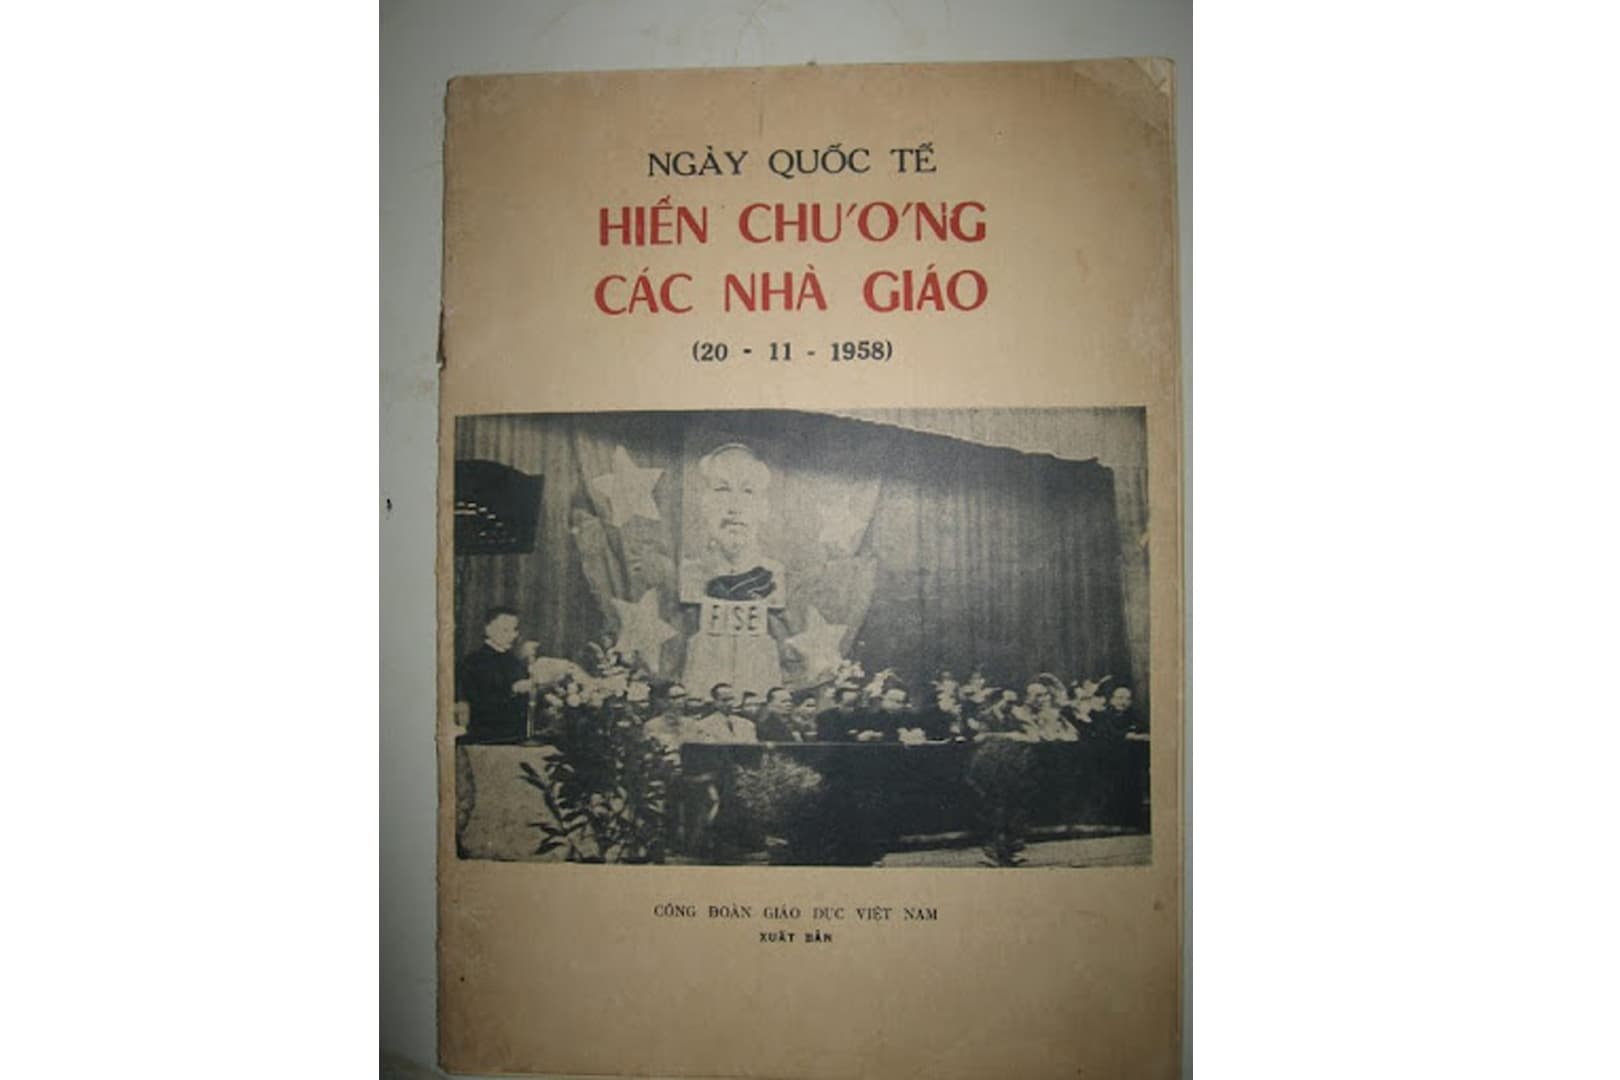 NGÀY QUỐC TẾ
HIẾN CHƯƠNG
CÁC NHÀ GIÁO
(20 - 11 - 1958)
FISE
CÔNG ĐOÀN GIÁO DỤC VIỆT NAM
XUẤT BẢN